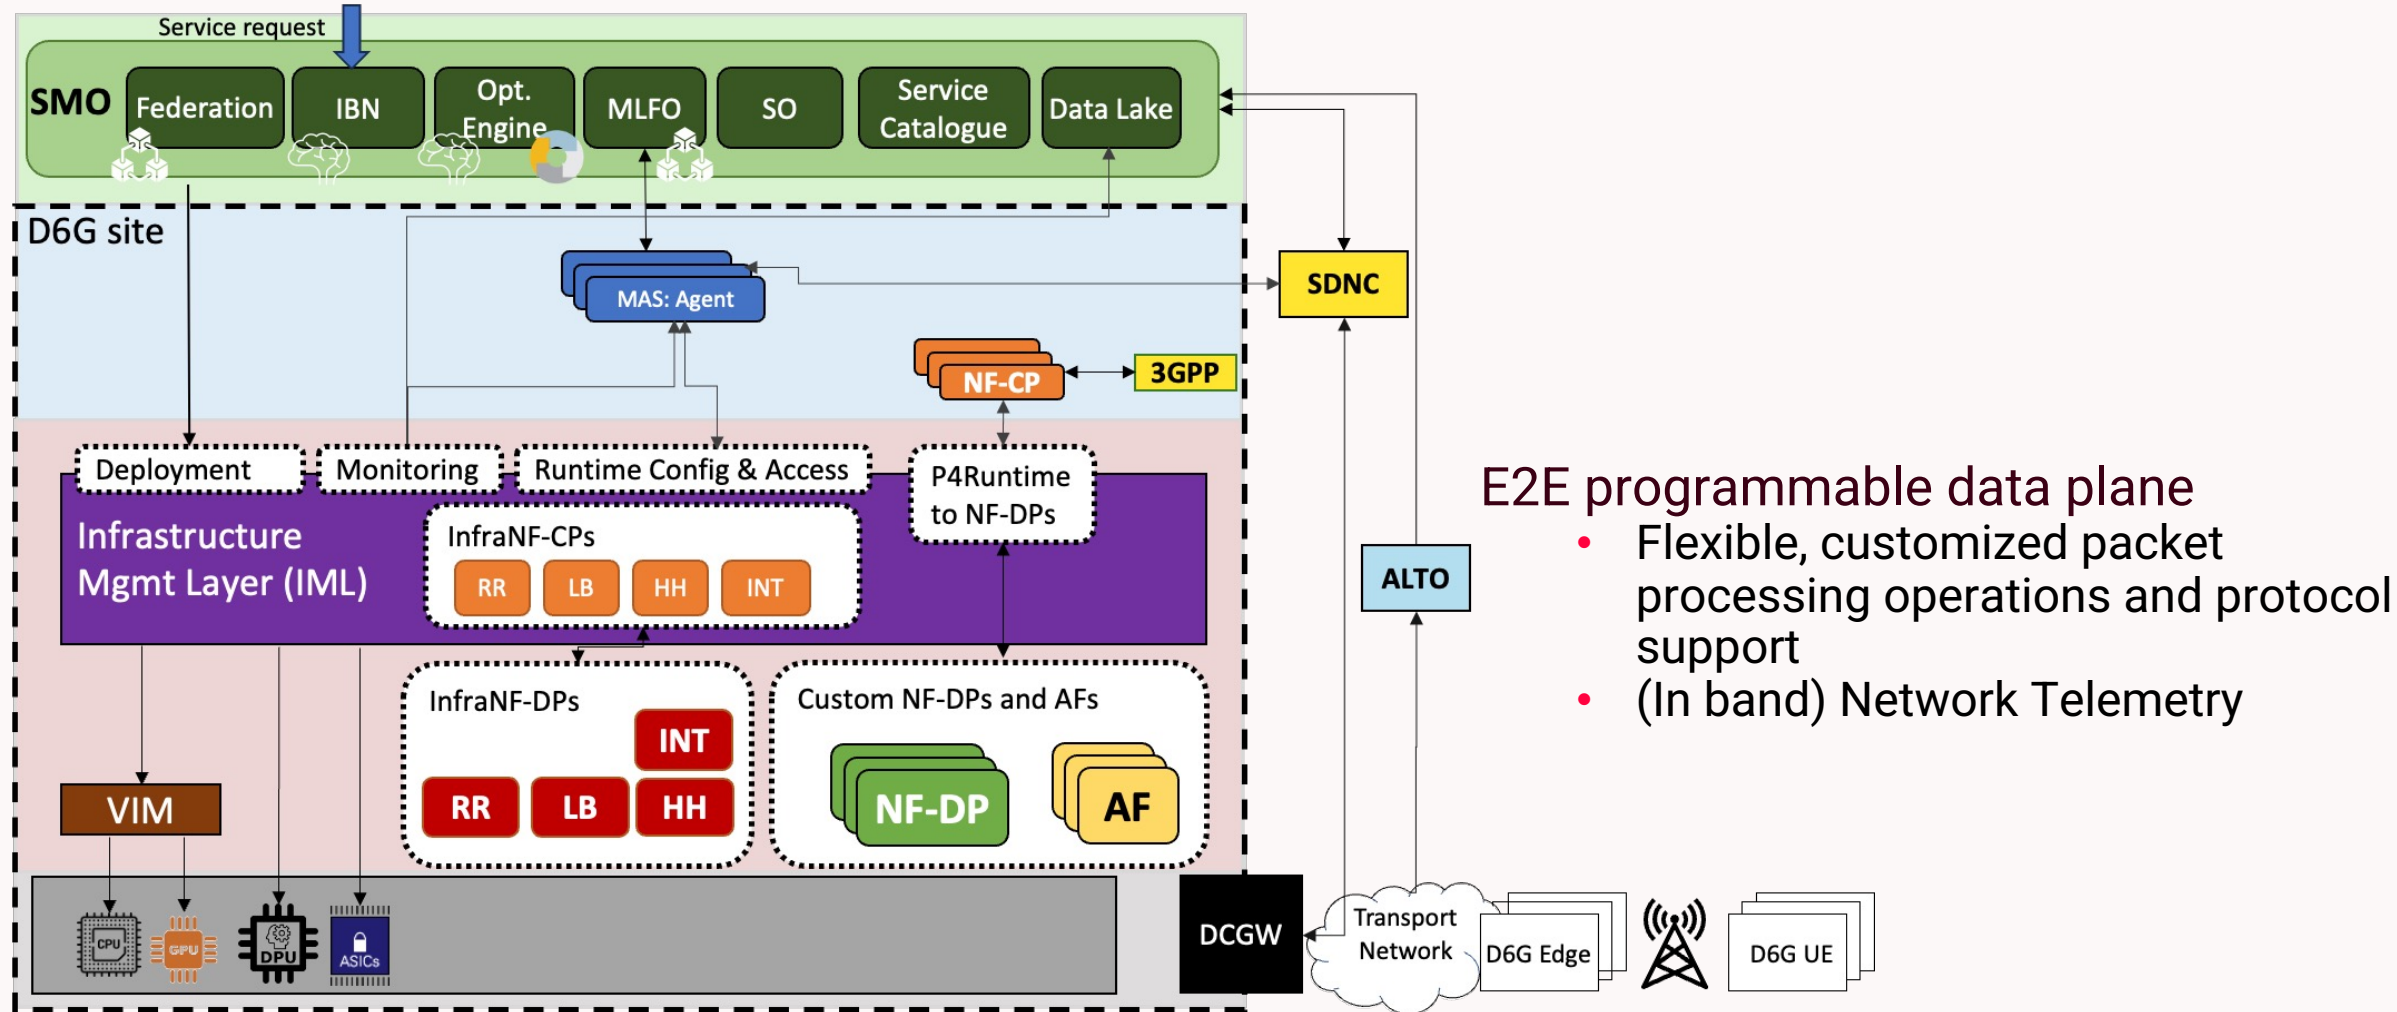 Service request
SMO
Federation
IBN
Opt.
Engine
MLFO
SO
Service
Catalogue
Data Lake
D6G site
MAS: Agent
SDNC
NF-CP
3GPP
Deployment
Monitoring
Runtime Config & Access
P4Runtime
to NF-DPs
Infrastructure
Mgmt Layer (IML)
InfraNF-CPs
RR
LB
HH
INT
ALTO
E2E programmable data plane
• Flexible, customized packet
processing operations and protocol
support
• (In band) Network Telemetry
InfraNF-DPs
INT
RR
LB
HH
Custom NF-DPs and AFs
NF-DP
AF
VIM
CPU
GPU
DPU
ASICs
DCGW
Transport
Network
D6G Edge
D6G UE